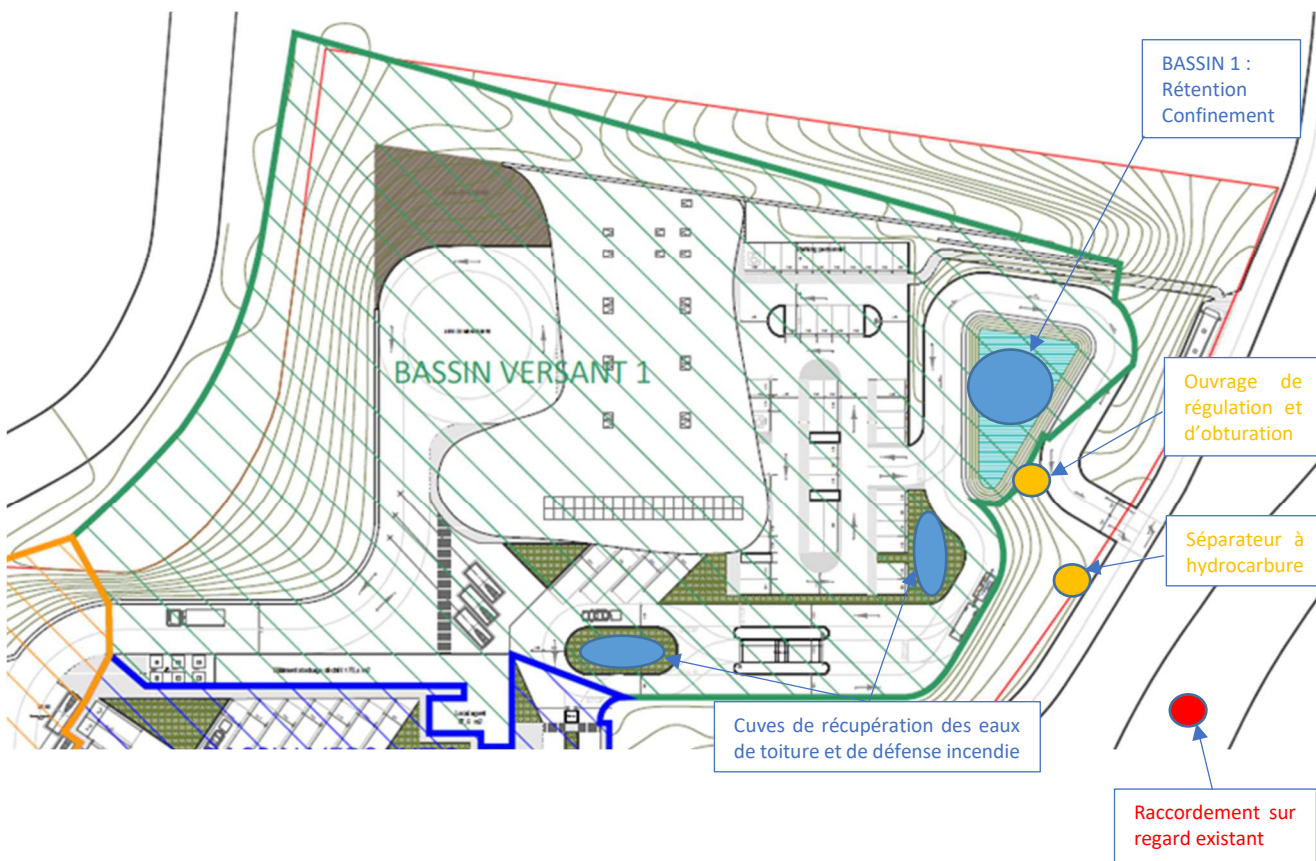 BASSIN 1 :
Rétention
Confinement
BASSIN VERSANT 1
Ouvrage de
régulation et
d'obturation
Séparateur à
hydrocarbure
Cuves de récupération des eaux
de toiture et de défense incendie
Raccordement sur
regard existant